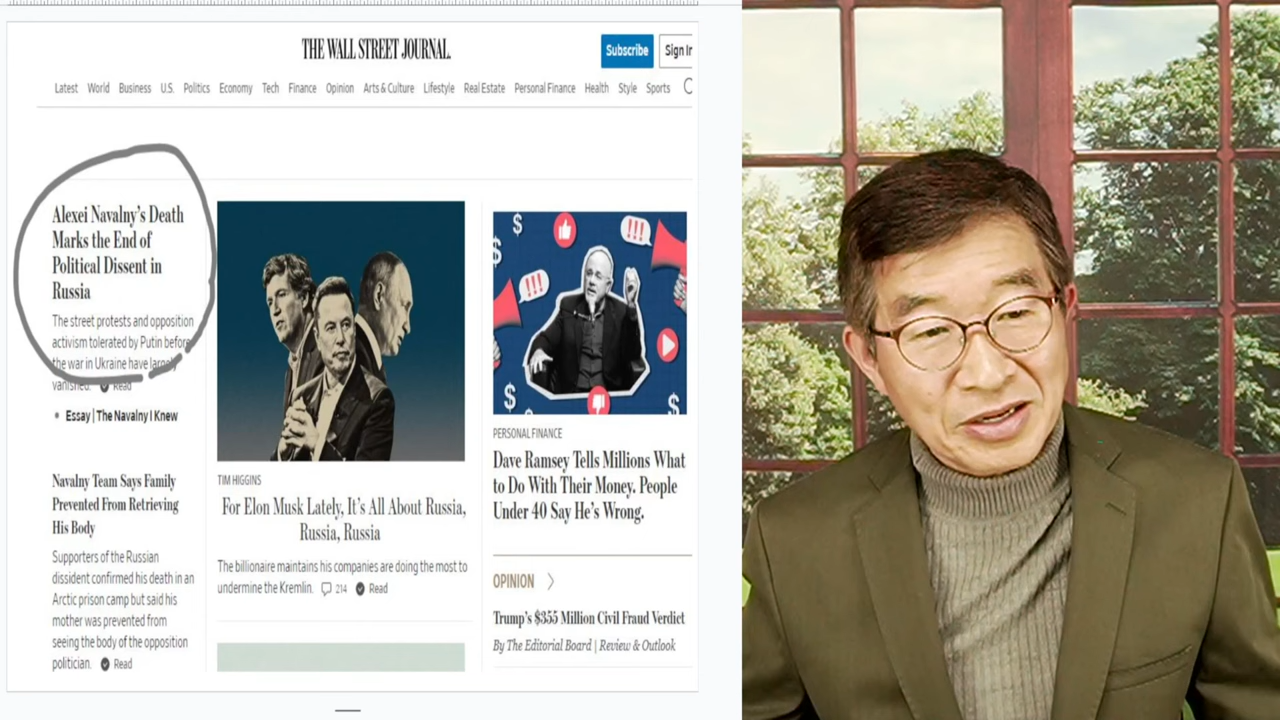 THE WALL STREET JOURNAL.
Subscribe
Sign In
Latest World Business U.S. Politics Economy Tech Finance Opinion Arts & Culture Lifestyle Real Estate Personal Finance Health Style Sports
Alexei Navalny's Death
Marks the End of
Political Dissent in
Russia
The street protests and opposition
activism tolerated by Putin before
the war in Ukraine have largely
vanished. Read
Essay | The Navalny I Knew
Navalny Team Says Family
Prevented From Retrieving
His Body
Supporters of the Russian
dissident confirmed his death in an
Arctic prison camp but said his
mother was prevented from
seeing the body of the opposition
politician. Read
TIM HIGGINS
For Elon Musk Lately, It's All About Russia,
Russia, Russia
The billionaire maintains his companies are doing the most to
undermine the Kremlin. 214 Read
$
!!!
$
!!!
$
$
PERSONAL FINANCE
Dave Ramsey Tells Millions What
to Do With Their Money. People
Under 40 Say He's Wrong.
OPINION
Trump's $355 Million Civil Fraud Verdict
By The Editorial Board | Review & Outlook